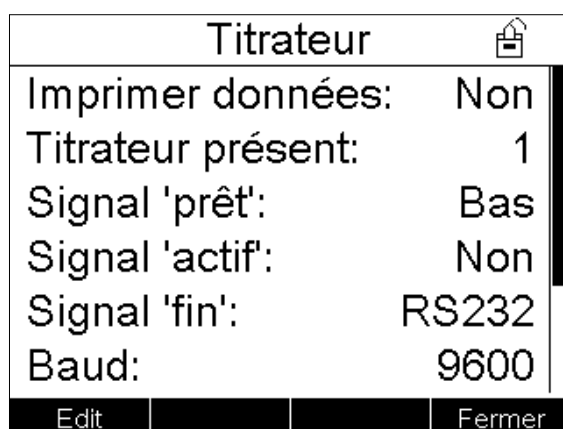 Titrateur
Imprimer données: Non
Titrateur présent: 1
Signal 'prêt': Bas
Signal 'actif': Non
Signal 'fin': RS232
Baud: 9600
Edit Fermer